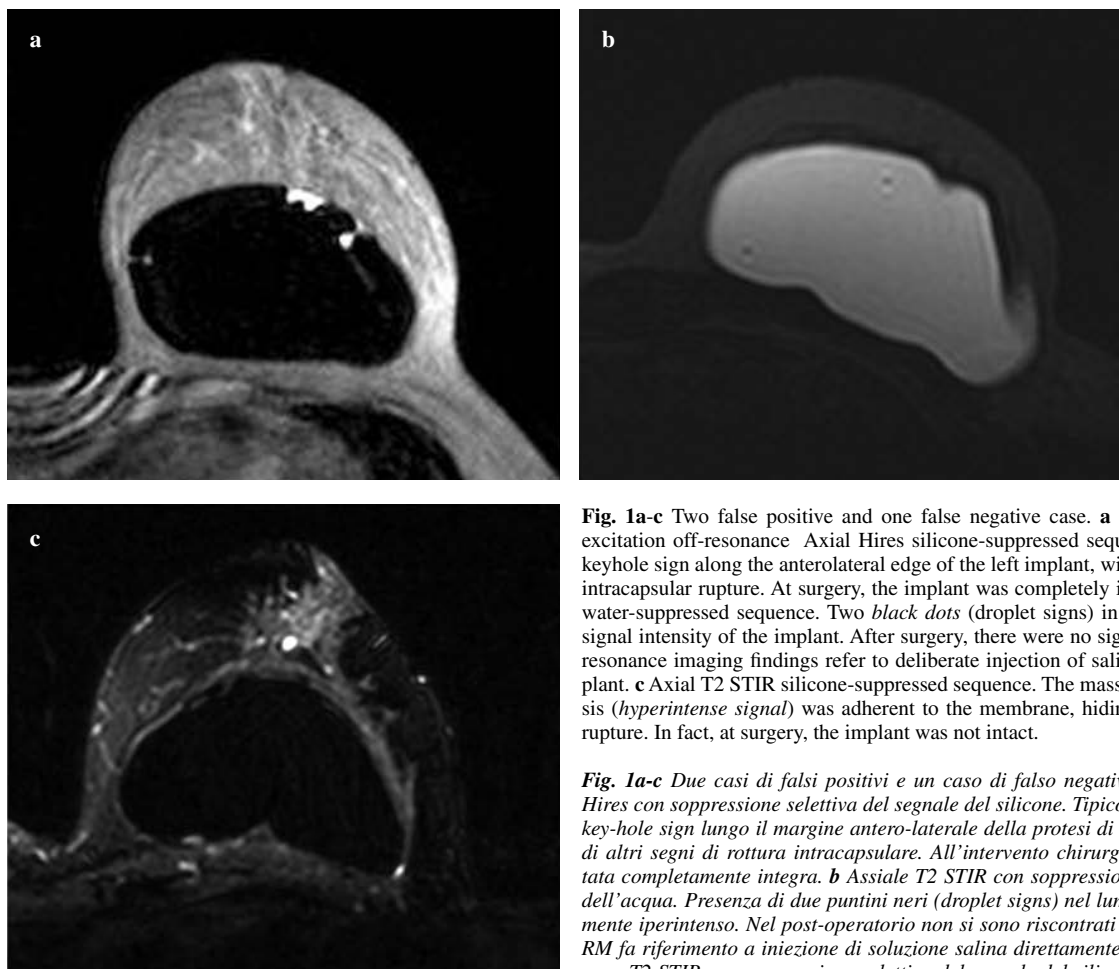 a
b
c
Fig. 1a-c Two false positive and one false negative case. a
excitation off-resonance Axial Hires silicone-suppressed sequ
keyhole sign along the anterolateral edge of the left implant, wi
intracapsular rupture. At surgery, the implant was completely i
water-suppressed sequence. Two black dots (droplet signs) in
signal intensity of the implant. After surgery, there were no sig
resonance imaging findings refer to deliberate injection of sali
plant. c Axial T2 STIR silicone-suppressed sequence. The mass
sis (hyperintense signal) was adherent to the membrane, hidin
rupture. In fact, at surgery, the implant was not intact.
Fig. 1a-c Due casi di falsi positivi e un caso di falso negativ
Hires con soppressione selettiva del segnale del silicone. Tipico
key-hole sign lungo il margine antero-laterale della protesi di
di altri segni di rottura intracapsulare. All'intervento chirurg
tata completamente integra. b Assiale T2 STIR con soppressio
dell'acqua. Presenza di due puntini neri (droplet signs) nel lun
mente iperintenso. Nel post-operatorio non si sono riscontrati
RM fa riferimento a iniezione di soluzione salina direttamente